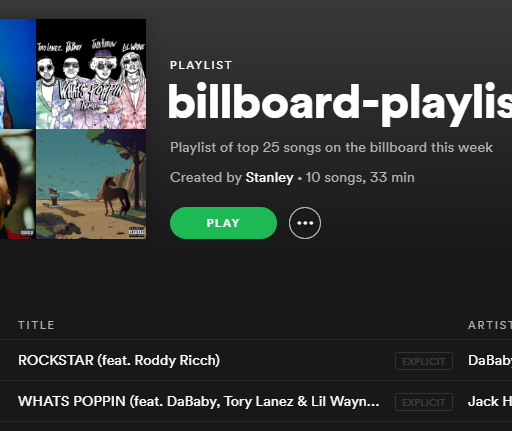 TORY LANEZ DABABY JACK HARLOW LIL WAYNE
WHATS POPPIN
REMIX
PLAYLIST
billboard-playlis
Playlist of top 25 songs on the billboard this week
Created by Stanley • 10 songs, 33 min
PLAY
TITLE
ARTIST
ROCKSTAR (feat. Roddy Ricch)
EXPLICIT
DaBaby
WHATS POPPIN (feat. DaBaby, Tory Lanez & Lil Wayn...
EXPLICIT
Jack H